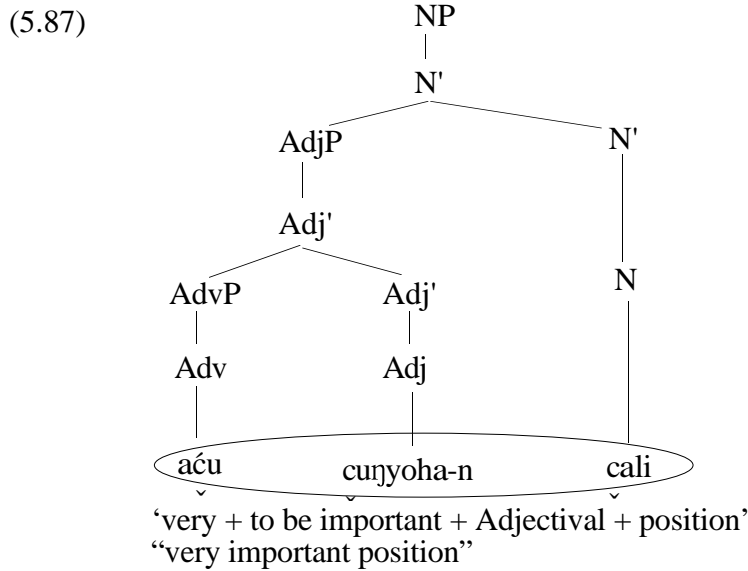 (5.87) NP
N'
AdjP N'
Adj'
AdvP Adj' N
Adv Adj
aću cuŋyoha-n cali
ˇ ˇ ˇ
‘very + to be important + Adjectival + position’
“very important position”